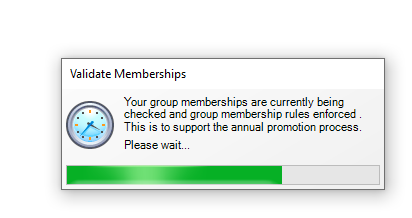 Validate Memberships
Your group memberships are currently being
checked and group membership rules enforced .
This is to support the annual promotion process.
Please wait...